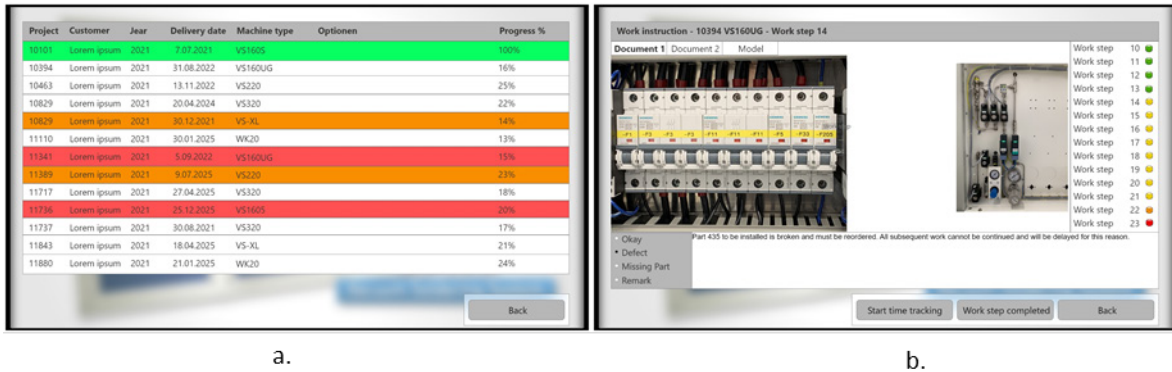 Project Customer Jear Delivery date Machine type Optionen Progress %
10101 Lorem ipsum 2021 7.07.2021 VS160S 100%
10394 Lorem ipsum 2021 31.08.2022 VS160UG 16%
10463 Lorem ipsum 2021 13.11.2022 VS220 25%
10829 Lorem ipsum 2021 20.04.2024 VS320 22%
10829 Lorem ipsum 2021 30.12.2021 VS-XL 14%
11110 Lorem ipsum 2021 30.01.2025 WK20 13%
11341 Lorem ipsum 2021 5.09.2022 VS160UG 15%
11389 Lorem ipsum 2021 9.07.2025 VS220 23%
11717 Lorem ipsum 2021 27.04.2025 VS320 18%
11736 Lorem ipsum 2021 25.12.2025 VS160S 20%
11737 Lorem ipsum 2021 30.08.2021 VS320 17%
11843 Lorem ipsum 2021 18.04.2025 VS-XL 21%
11880 Lorem ipsum 2021 21.01.2025 WK20 24%
Back
a.
Work instruction - 10394 VS160UG - Work step 14
Document 1 Document 2 Model
-F1 -F2 -F3 -F3 -F11 -F11 -F11 -F5 -F33 -F205
Work step 10
Work step 11
Work step 12
Work step 13
Work step 14
Work step 15
Work step 16
Work step 17
Work step 18
Work step 19
Work step 20
Work step 21
Work step 22
Work step 23
Okay
Defect
Missing Part
Remark
Part 435 to be installed is broken and must be reordered. All subsequent work cannot be continued and will be delayed for this reason.
Start time tracking Work step completed Back
b.